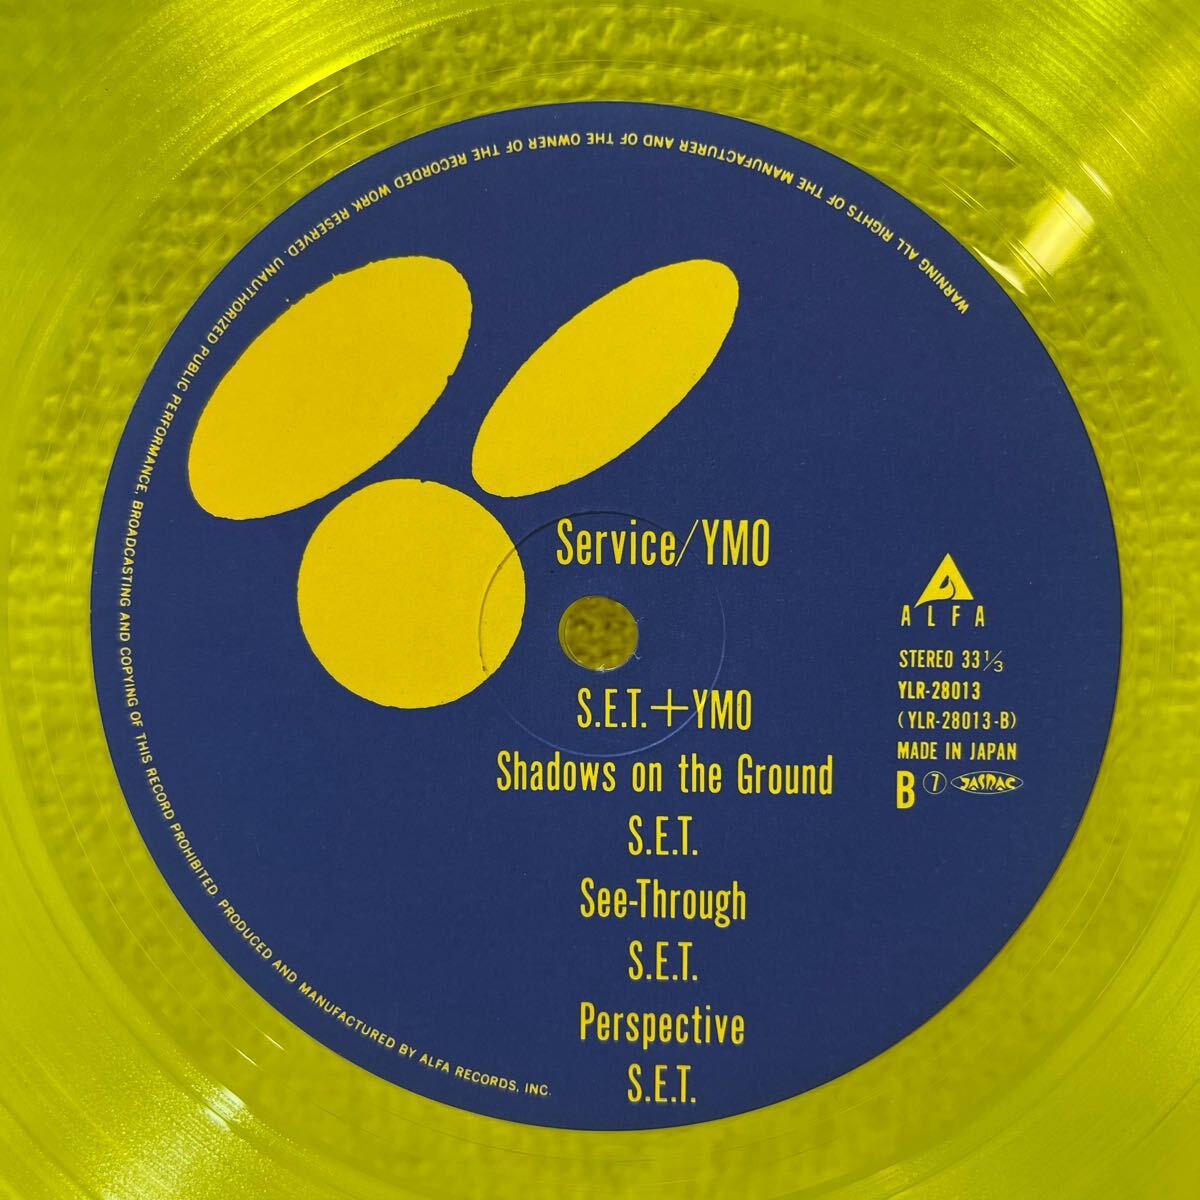 WARNING ALL RIGHTS OF THE MANUFACTURER AND OF THE OWNER OF THE RECORDED WORK RESERVED. UNAUTHORIZED PUBLIC PERFORMANCE, BROADCASTING AND COPYING OF THIS RECORD PROHIBITED. PRODUCED AND MANUFACTURED BY ALFA RECORDS, INC.
Service/YMO
S.E.T.+YMO
Shadows on the Ground
S.E.T.
See-Through
S.E.T.
Perspective
S.E.T.
ALFA
STEREO 33⅓
YLR-28013
(YLR-28013-B)
MADE IN JAPAN
B ⑦ JASRAC